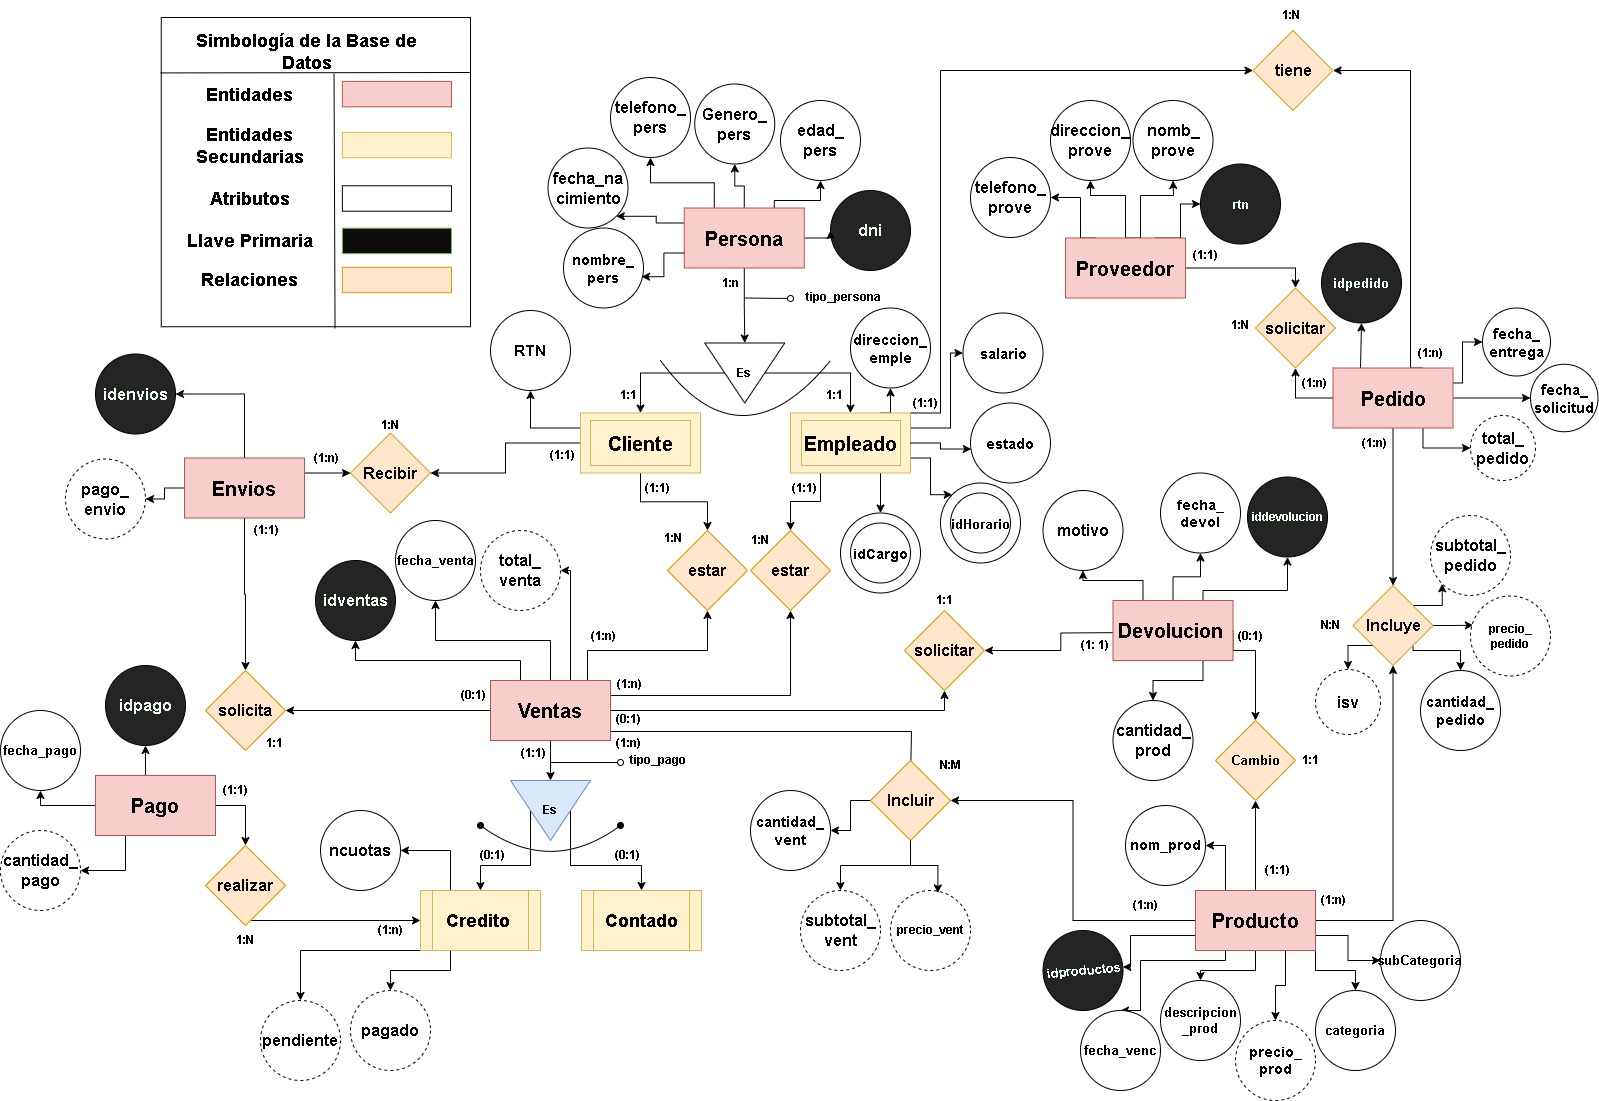 Simbología de la Base de
Datos
Entidades
Entidades
Secundarias
Atributos
Llave Primaria
Relaciones
1:N
tiene
telefono_
pers
Genero_
pers
edad_
pers
fecha_na
cimiento
nombre_
pers
dni
Persona
1:n
tipo_persona
Es
direccion_
prove
nomb_
prove
telefono_
prove
rtn
Proveedor
(1:1)
1:N
solicitar
(1:n)
idpedido
(1:n)
fecha_
entrega
fecha_
solicitud
total_
pedido
Pedido
(1:n)
RTN
direccion_
emple
salario
estado
1:1
1:1
(1:1)
Cliente
(1:1)
(1:1)
Empleado
(1:1)
idCargo
idHorario
idenvios
1:N
Recibir
(1:n)
Envios
(1:1)
pago_
envio
fecha_venta
total_
venta
idventas
1:N
estar
1:N
estar
(1:n)
(1:n)
(0:1)
Ventas
(0:1)
(1:n)
(1:1)
tipo_pago
Es
solicita
1:1
1:1
solicitar
(1: 1)
motivo
fecha_
devol
iddevolucion
Devolucion
(0:1)
cantidad_
prod
Cambio
1:1
subtotal_
pedido
N:N
Incluye
precio_
pedido
isv
cantidad_
pedido
idpago
fecha_pago
Pago
(1:1)
cantidad_
pago
realizar
1:N
(1:n)
ncuotas
(0:1)
(0:1)
Credito
Contado
pendiente
pagado
N:M
Incluir
cantidad_
vent
subtotal_
vent
precio_vent
nom_prod
(1:1)
(1:n)
(1:n)
Producto
idproductos
subCategoria
fecha_venc
descripcion
_prod
precio_
prod
categoria